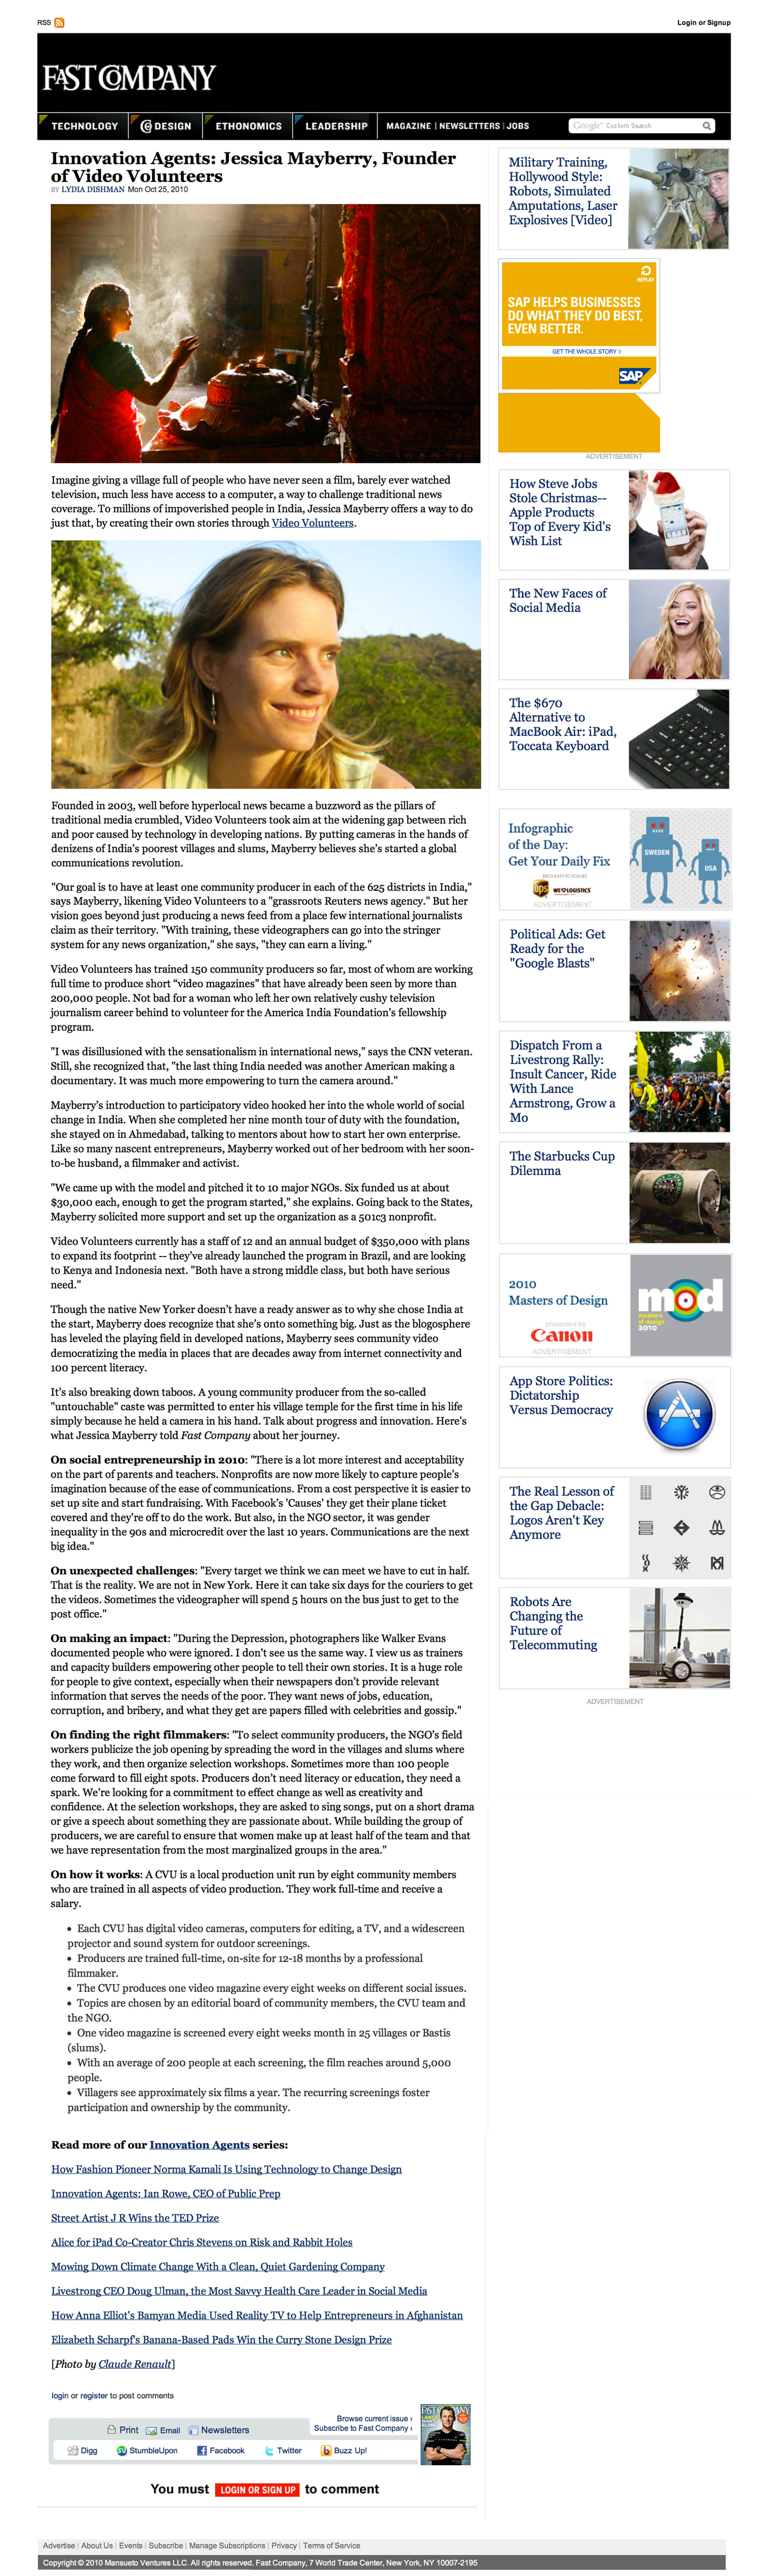 RSS
Login or Signup
FAST COMPANY
TECHNOLOGY
DESIGN
ETHONOMICS
LEADERSHIP
MAGAZINE | NEWSLETTERS | JOBS
Google Custom Search
Innovation Agents: Jessica Mayberry, Founder
of Video Volunteers
BY LYDIA DISHMAN Mon Oct 25, 2010
Imagine giving a village full of people who have never seen a film, barely ever watched
television, much less have access to a computer, a way to challenge traditional news
coverage. To millions of impoverished people in India, Jessica Mayberry offers a way to do
just that, by creating their own stories through Video Volunteers.
Founded in 2003, well before hyperlocal news became a buzzword as the pillars of
traditional media crumbled, Video Volunteers took aim at the widening gap between rich
and poor caused by technology in developing nations. By putting cameras in the hands of
denizens of India's poorest villages and slums, Mayberry believes she's started a global
communications revolution.
"Our goal is to have at least one community producer in each of the 625 districts in India,"
says Mayberry, likening Video Volunteers to a "grassroots Reuters news agency." But her
vision goes beyond just producing a news feed from a place few international journalists
claim as their territory. "With training, these videographers can go into the stringer
system for any news organization," she says, "they can earn a living."
Video Volunteers has trained 150 community producers so far, most of whom are working
full time to produce short “video magazines” that have already been seen by more than
200,000 people. Not bad for a woman who left her own relatively cushy television
journalism career behind to volunteer for the America India Foundation's fellowship
program.
"I was disillusioned with the sensationalism in international news," says the CNN veteran.
Still, she recognized that, "the last thing India needed was another American making a
documentary. It was much more empowering to turn the camera around."
Mayberry's introduction to participatory video hooked her into the whole world of social
change in India. When she completed her nine month tour of duty with the foundation,
she stayed on in Ahmedabad, talking to mentors about how to start her own enterprise.
Like so many nascent entrepreneurs, Mayberry worked out of her bedroom with her soon-
to-be husband, a filmmaker and activist.
"We came up with the model and pitched it to 10 major NGOs. Six funded us at about
$30,000 each, enough to get the program started," she explains. Going back to the States,
Mayberry solicited more support and set up the organization as a 501c3 nonprofit.
Video Volunteers currently has a staff of 12 and an annual budget of $350,000 with plans
to expand its footprint -- they've already launched the program in Brazil, and are looking
to Kenya and Indonesia next. "Both have a strong middle class, but both have serious
need."
Though the native New Yorker doesn't have a ready answer as to why she chose India at
the start, Mayberry does recognize that she's onto something big. Just as the blogosphere
has leveled the playing field in developed nations, Mayberry sees community video
democratizing the media in places that are decades away from internet connectivity and
100 percent literacy.
It's also breaking down taboos. A young community producer from the so-called
"untouchable" caste was permitted to enter his village temple for the first time in his life
simply because he held a camera in his hand. Talk about progress and innovation. Here's
what Jessica Mayberry told Fast Company about her journey.
On social entrepreneurship in 2010: "There is a lot more interest and acceptability
on the part of parents and teachers. Nonprofits are now more likely to capture people's
imagination because of the ease of communications. From a cost perspective it is easier to
set up site and start fundraising. With Facebook's 'Causes' they get their plane ticket
covered and they're off to do the work. But also, in the NGO sector, it was gender
inequality in the 90s and microcredit over the last 10 years. Communications are the next
big idea."
On unexpected challenges: "Every target we think we can meet we have to cut in half.
That is the reality. We are not in New York. Here it can take six days for the couriers to get
the videos. Sometimes the videographer will spend 5 hours on the bus just to get to the
post office."
On making an impact: "During the Depression, photographers like Walker Evans
documented people who were ignored. I don't see us the same way. I view us as trainers
and capacity builders empowering other people to tell their own stories. It is a huge role
for people to give context, especially when their newspapers don't provide relevant
information that serves the needs of the poor. They want news of jobs, education,
corruption, and bribery, and what they get are papers filled with celebrities and gossip."
On finding the right filmmakers: "To select community producers, the NGO's field
workers publicize the job opening by spreading the word in the villages and slums where
they work, and then organize selection workshops. Sometimes more than 100 people
come forward to fill eight spots. Producers don't need literacy or education, they need a
spark. We're looking for a commitment to effect change as well as creativity and
confidence. At the selection workshops, they are asked to sing songs, put on a short drama
or give a speech about something they are passionate about. While building the group of
producers, we are careful to ensure that women make up at least half of the team and that
we have representation from the most marginalized groups in the area."
On how it works: A CVU is a local production unit run by eight community members
who are trained in all aspects of video production. They work full-time and receive a
salary.
• Each CVU has digital video cameras, computers for editing, a TV, and a widescreen
projector and sound system for outdoor screenings.
• Producers are trained full-time, on-site for 12-18 months by a professional
filmmaker.
• The CVU produces one video magazine every eight weeks on different social issues.
• Topics are chosen by an editorial board of community members, the CVU team and
the NGO.
• One video magazine is screened every eight weeks month in 25 villages or Bastis
(slums).
• With an average of 200 people at each screening, the film reaches around 5,000
people.
• Villagers see approximately six films a year. The recurring screenings foster
participation and ownership by the community.
Read more of our Innovation Agents series:
How Fashion Pioneer Norma Kamali Is Using Technology to Change Design
Innovation Agents: Ian Rowe, CEO of Public Prep
Street Artist J R Wins the TED Prize
Alice for iPad Co-Creator Chris Stevens on Risk and Rabbit Holes
Mowing Down Climate Change With a Clean, Quiet Gardening Company
Livestrong CEO Doug Ulman, the Most Savvy Health Care Leader in Social Media
How Anna Elliot's Bamyan Media Used Reality TV to Help Entrepreneurs in Afghanistan
Elizabeth Scharpf's Banana-Based Pads Win the Curry Stone Design Prize
[Photo by Claude Renault]
login or register to post comments
Print
Email
Newsletters
Browse current issue ›
Subscribe to Fast Company ›
FAST COMPANY
Digg
StumbleUpon
Facebook
Twitter
Buzz Up!
You must LOGIN OR SIGN UP to comment
Military Training,
Hollywood Style:
Robots, Simulated
Amputations, Laser
Explosives [Video]
REPLAY
SAP HELPS BUSINESSES
DO WHAT THEY DO BEST,
EVEN BETTER.
GET THE WHOLE STORY
SAP
ADVERTISEMENT
How Steve Jobs
Stole Christmas--
Apple Products
Top of Every Kid's
Wish List
The New Faces of
Social Media
The $670
Alternative to
MacBook Air: iPad,
Toccata Keyboard
Infographic
of the Day:
Get Your Daily Fix
BROUGHT TO YOU BY
ups WE ♥ LOGISTICS
ADVERTISEMENT
SWEDEN
USA
Political Ads: Get
Ready for the
"Google Blasts"
Dispatch From a
Livestrong Rally:
Insult Cancer, Ride
With Lance
Armstrong, Grow a
Mo
The Starbucks Cup
Dilemma
2010
Masters of Design
presented by
Canon
ADVERTISEMENT
mod
masters
of design
2010
App Store Politics:
Dictatorship
Versus Democracy
The Real Lesson of
the Gap Debacle:
Logos Aren't Key
Anymore
Robots Are
Changing the
Future of
Telecommuting
ADVERTISEMENT
Advertise | About Us | Events | Subscribe | Manage Subscriptions | Privacy | Terms of Service
Copyright © 2010 Mansueto Ventures LLC. All rights reserved. Fast Company, 7 World Trade Center, New York, NY 10007-2195